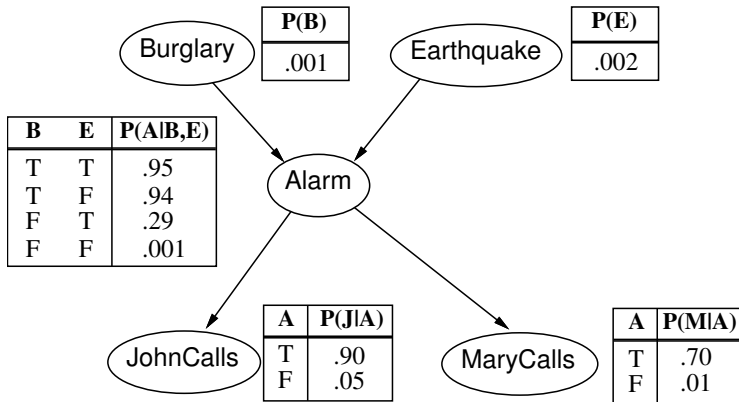 Burglary
P(B)
.001
Earthquake
P(E)
.002
B E P(A|B,E)
T T .95
T F .94
F T .29
F F .001
Alarm
JohnCalls
A P(J|A)
T .90
F .05
MaryCalls
A P(M|A)
T .70
F .01